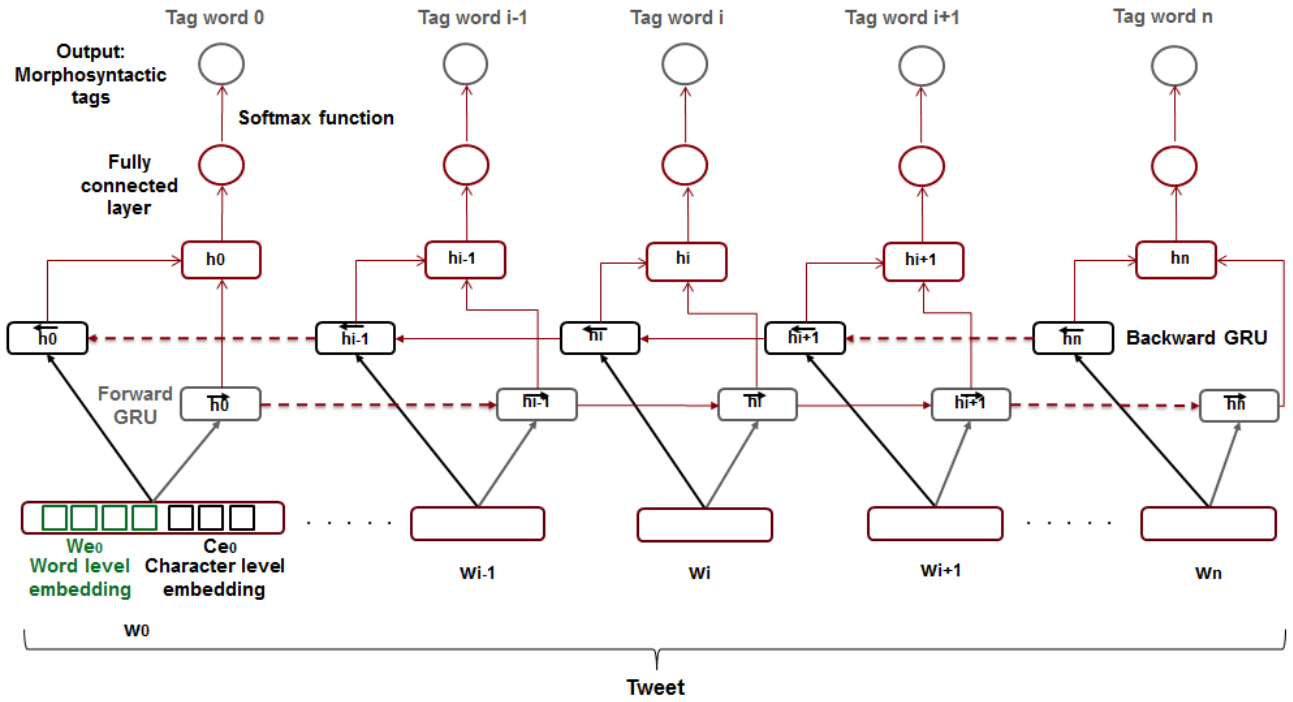 Tag word 0
Tag word i-1
Tag word i
Tag word i+1
Tag word n
Output:
Morphosyntactic
tags
Softmax function
Fully
connected
layer
h0
hi-1
hi
hi+1
hn
h0
hi-1
hi
hi+1
hn
Backward GRU
Forward
GRU
h0
hi-1
hi
hi+1
hn
. . . . .
. . . . .
We0
Word level
embedding
Ce0
Character level
embedding
W0
Wi-1
Wi
Wi+1
Wn
Tweet